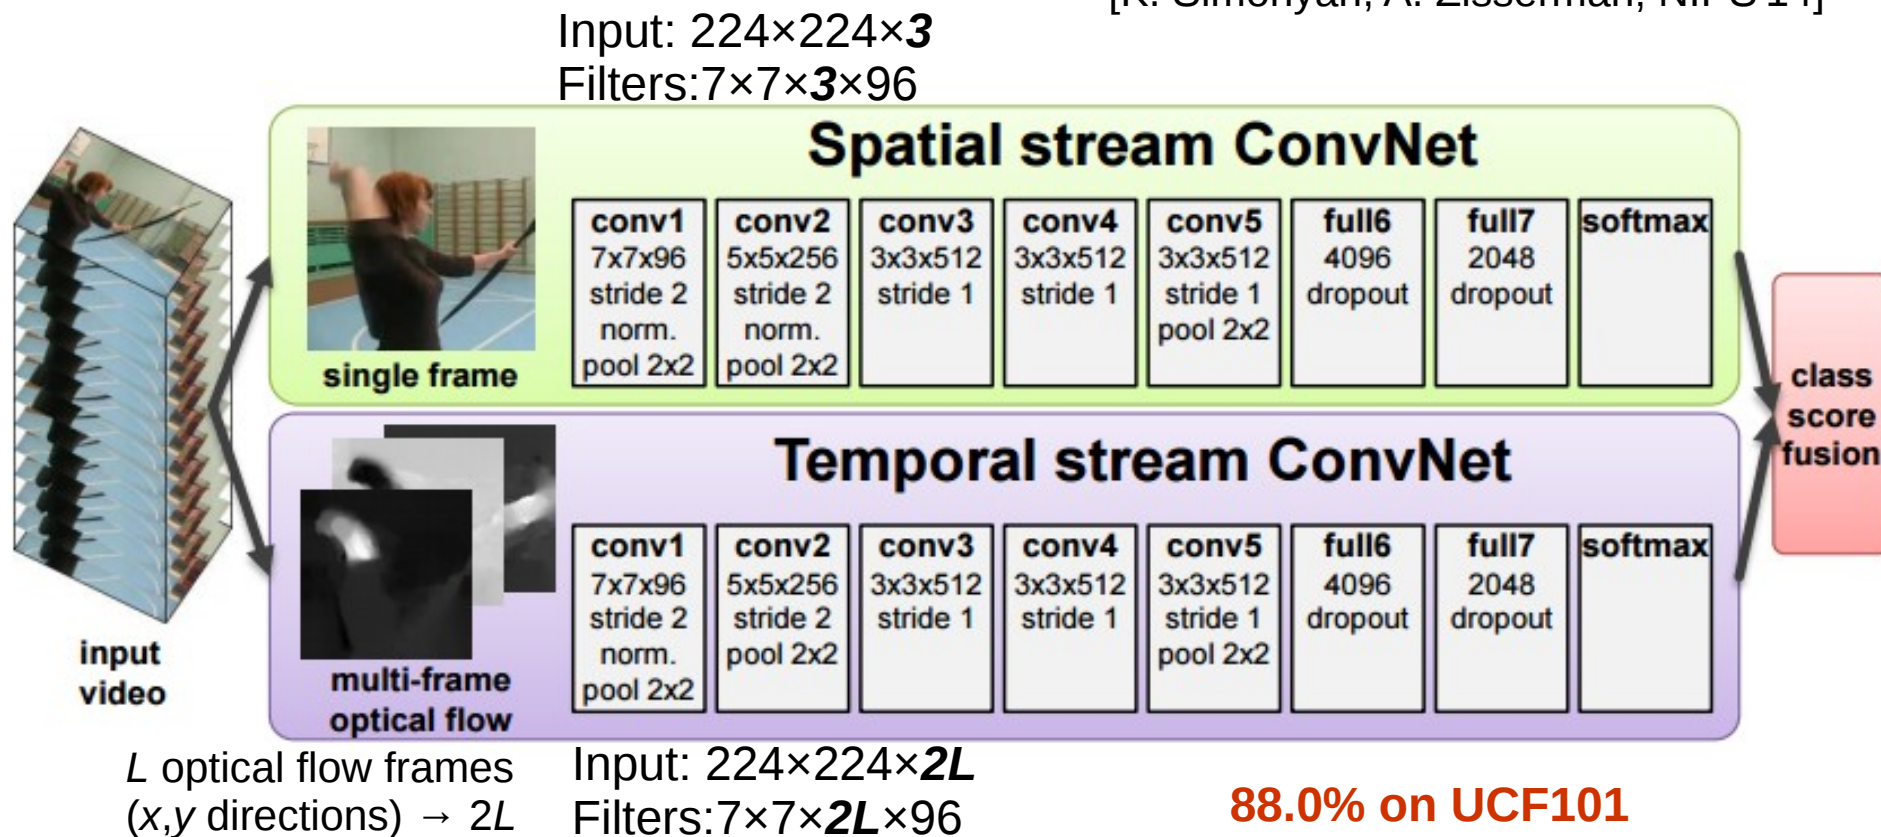 [K. Simonyan, A. Zisserman, NIPS'14]
Input: 224×224×3
Filters:7×7×3×96
Spatial stream ConvNet
single frame
conv1
7x7x96
stride 2
norm.
pool 2x2
conv2
5x5x256
stride 2
norm.
pool 2x2
conv3
3x3x512
stride 1
conv4
3x3x512
stride 1
conv5
3x3x512
stride 1
pool 2x2
full6
4096
dropout
full7
2048
dropout
softmax
Temporal stream ConvNet
multi-frame
optical flow
conv1
7x7x96
stride 2
norm.
pool 2x2
conv2
5x5x256
stride 2
pool 2x2
conv3
3x3x512
stride 1
conv4
3x3x512
stride 1
conv5
3x3x512
stride 1
pool 2x2
full6
4096
dropout
full7
2048
dropout
softmax
class
score
fusion
input
video
L optical flow frames
(x,y directions) → 2L
Input: 224×224×2L
Filters:7×7×2L×96
88.0% on UCF101